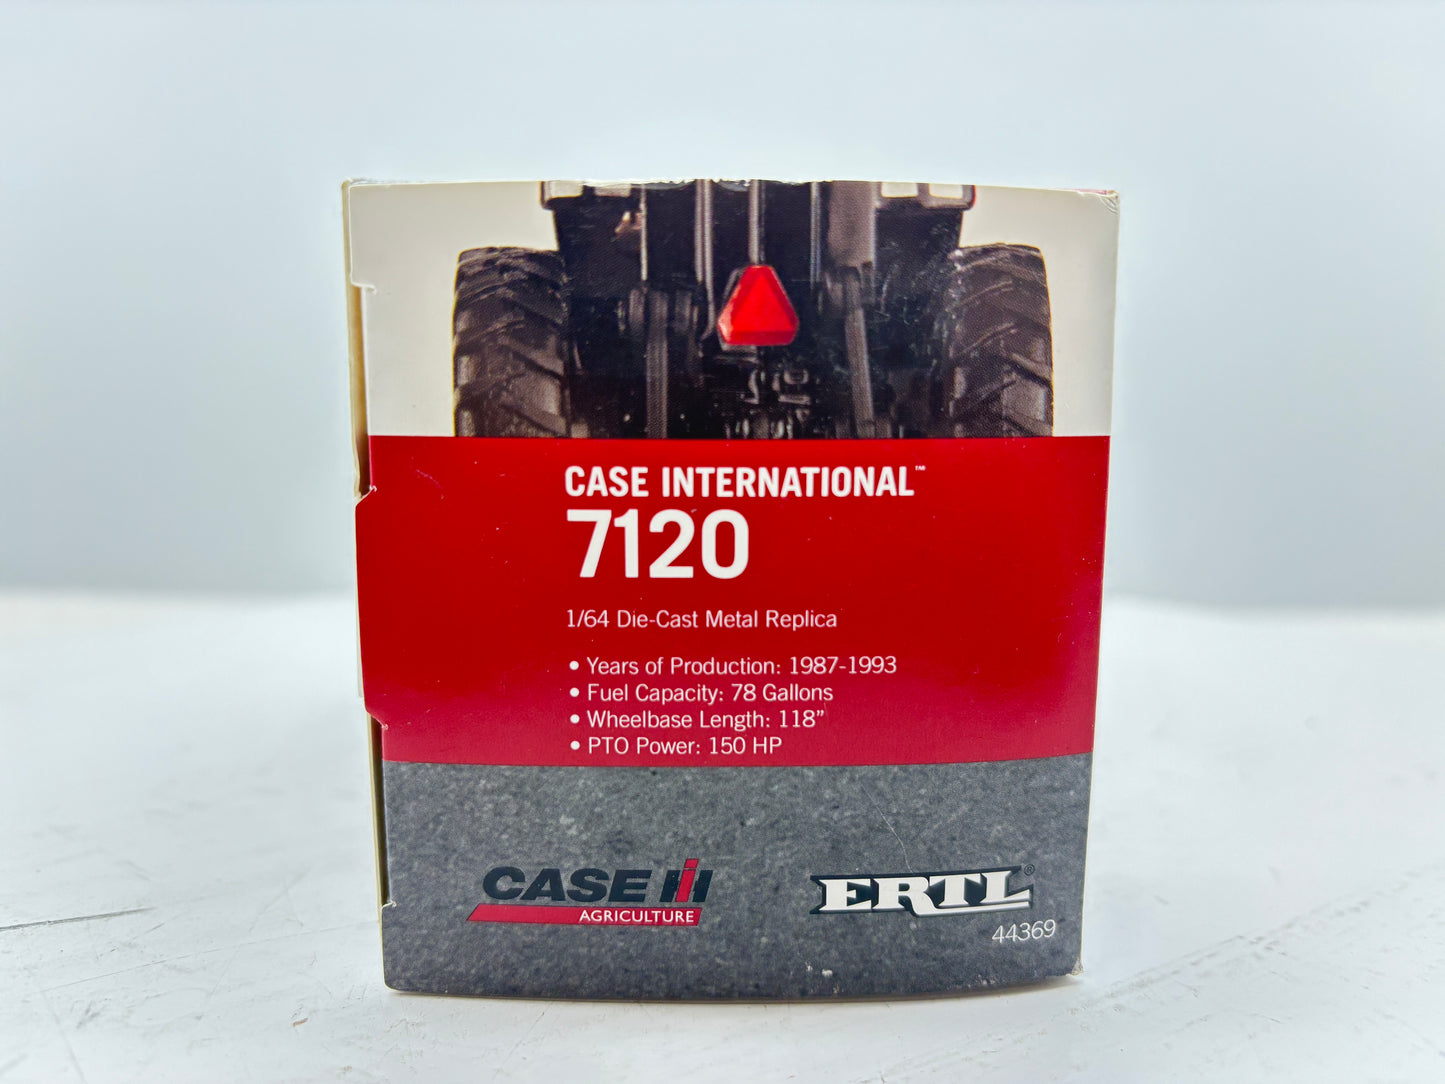 CASE INTERNATIONAL™
7120
1/64 Die-Cast Metal Replica
• Years of Production: 1987-1993
• Fuel Capacity: 78 Gallons
• Wheelbase Length: 118”
• PTO Power: 150 HP
CASE IH
AGRICULTURE
ERTL®
44369